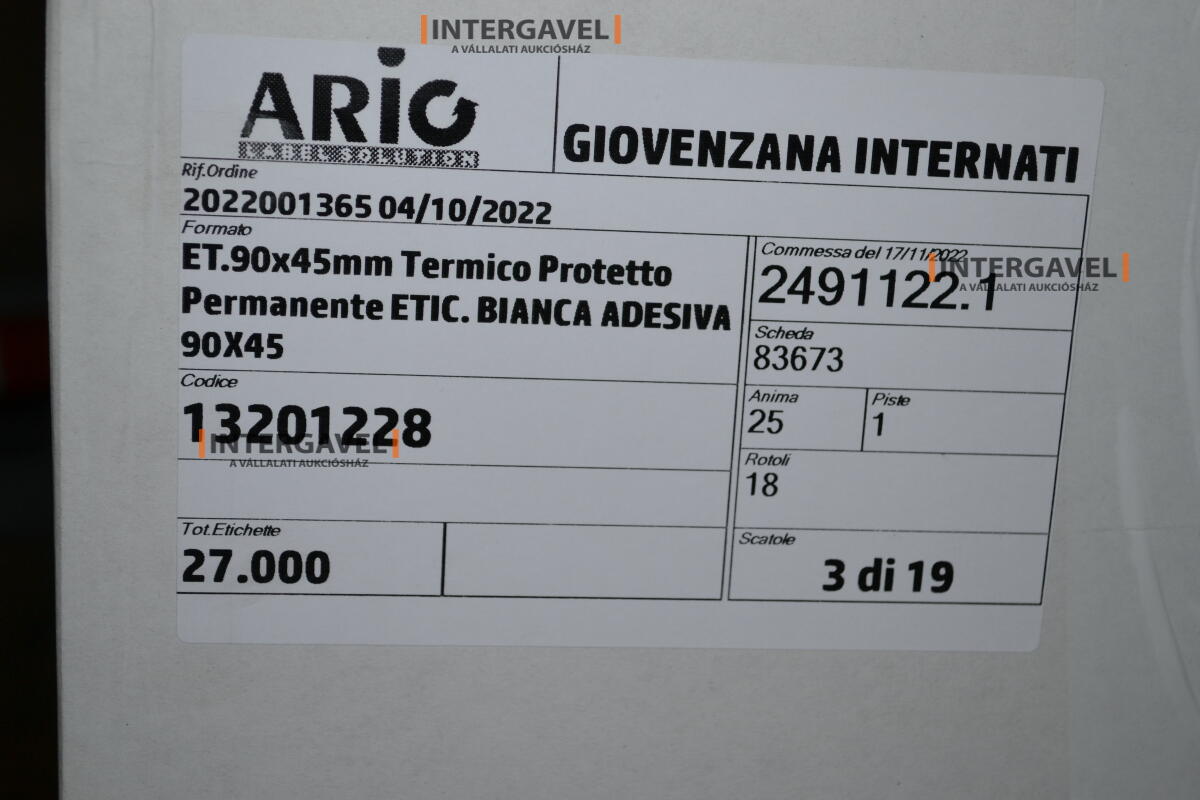 INTERGAVEL
A VÁLLALATI AUKCIÓSHÁZ
ARIO
LABEL SOLUTION
GIOVENZANA INTERNATI
Rif.Ordine
2022001365 04/10/2022
Formato
ET.90x45mm Termico Protetto
Permanente ETIC. BIANCA ADESIVA
90X45
Commessa del 17/11/2022
2491122.1
INTERGAVEL
A VÁLLALATI AUKCIÓSHÁZ
Scheda
83673
Codice
13201228
INTERGAVEL
A VÁLLALATI AUKCIÓSHÁZ
Anima
25
Piste
1
Rotoli
18
Tot.Etichette
27.000
Scatole
3 di 19